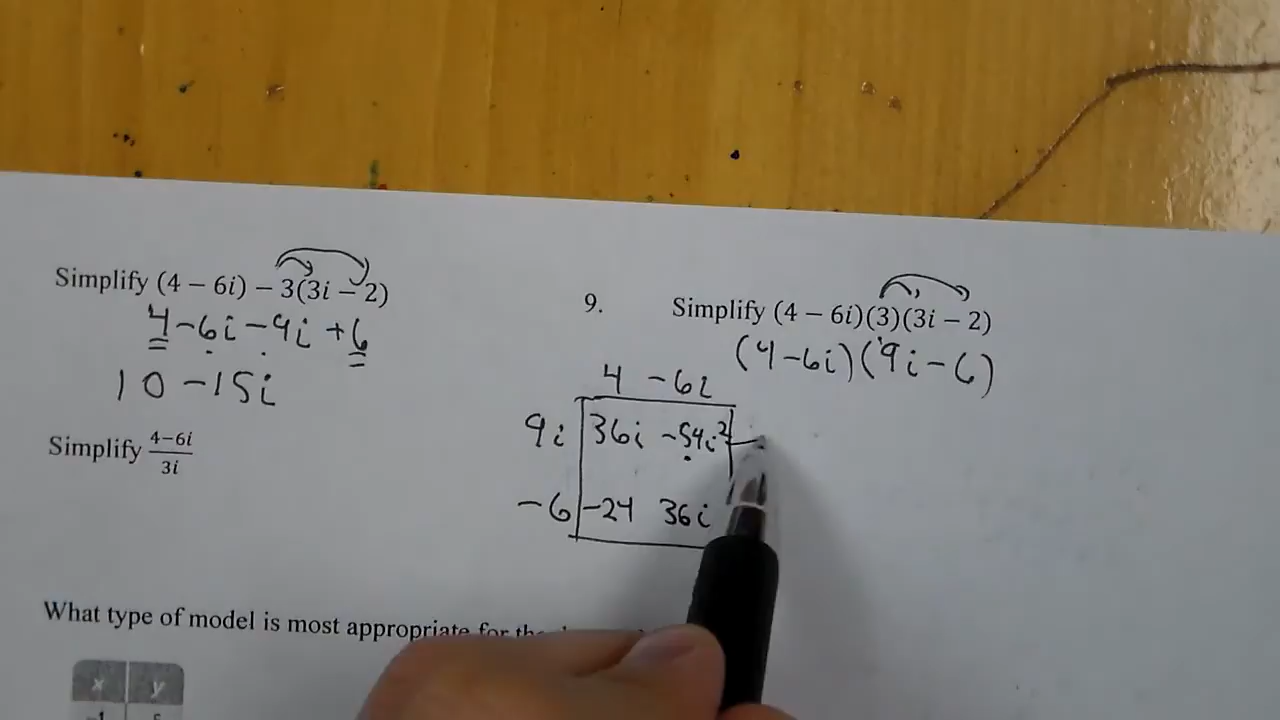 Simplify (4 – 6i) – 3(3i – 2)
4 - 6i - 9i + 6
10 - 15i
Simplify 4–6i/3i
9. Simplify (4 – 6i)(3)(3i – 2)
(4 - 6i)(9i - 6)
4 - 6i
9i 36i - 54i²
-6 -24 36i
What type of model is most appropriate for the
x y